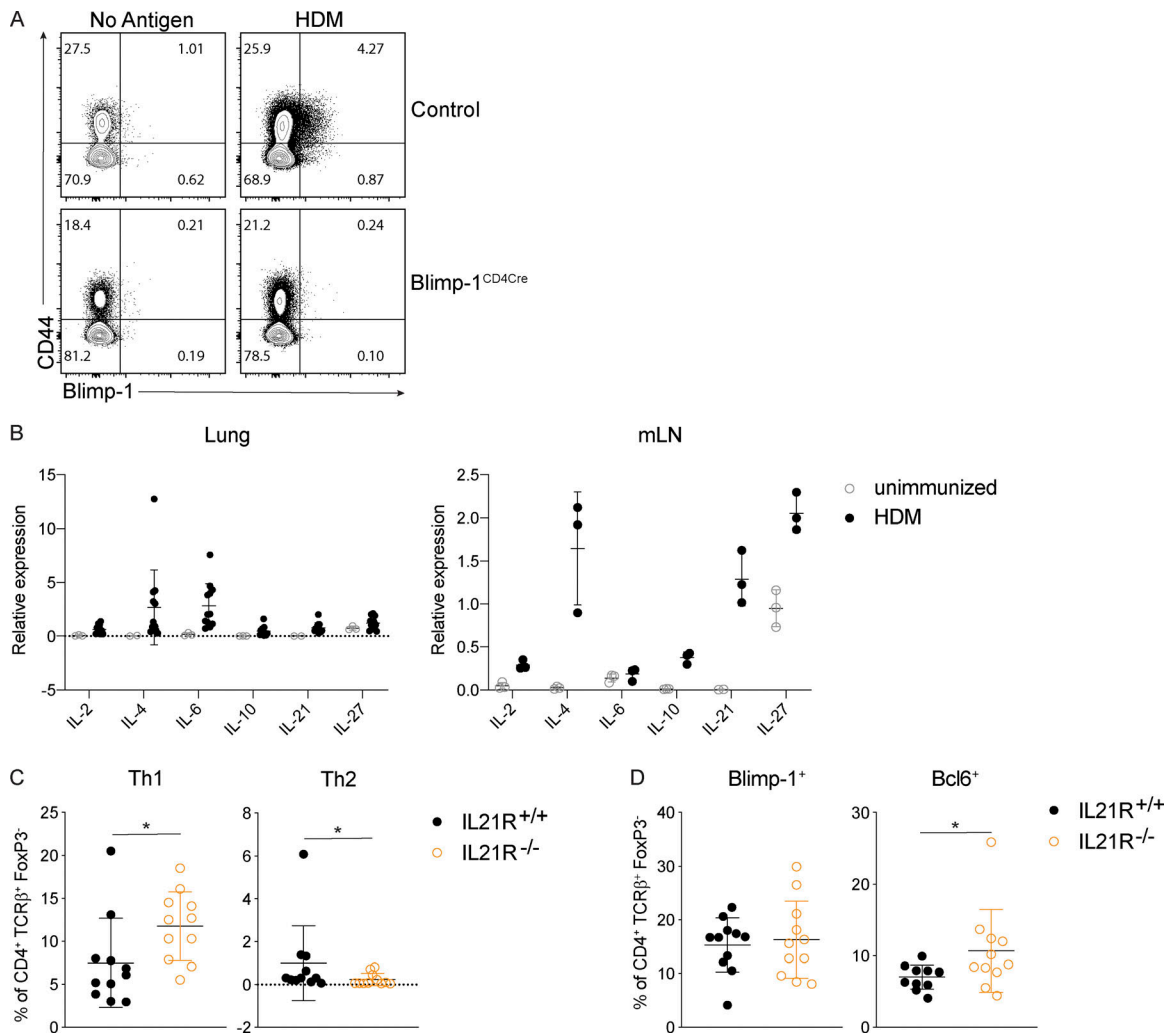 A
No Antigen HDM
27.5 1.01 25.9 4.27
Control
70.9 0.62 68.9 0.87
18.4 0.21 21.2 0.24
Blimp-1CD4Cre
81.2 0.19 78.5 0.10
CD44
Blimp-1
B
Lung
Relative expression
15
10
5
0
-5
IL-2 IL-4 IL-6 IL-10 IL-21 IL-27
mLN
Relative expression
2.5
2.0
1.5
1.0
0.5
0.0
IL-2 IL-4 IL-6 IL-10 IL-21 IL-27
unimmunized
HDM
C
Th1
% of CD4+ TCRβ+ FoxP3-
25
20
15
10
5
0
*
Th2
8
6
4
2
0
-2
*
IL21R+/+
IL21R-/-
D
Blimp-1+
% of CD4+ TCRβ+ FoxP3-
40
30
20
10
0
Bcl6+
30
20
10
0
*
IL21R+/+
IL21R-/-